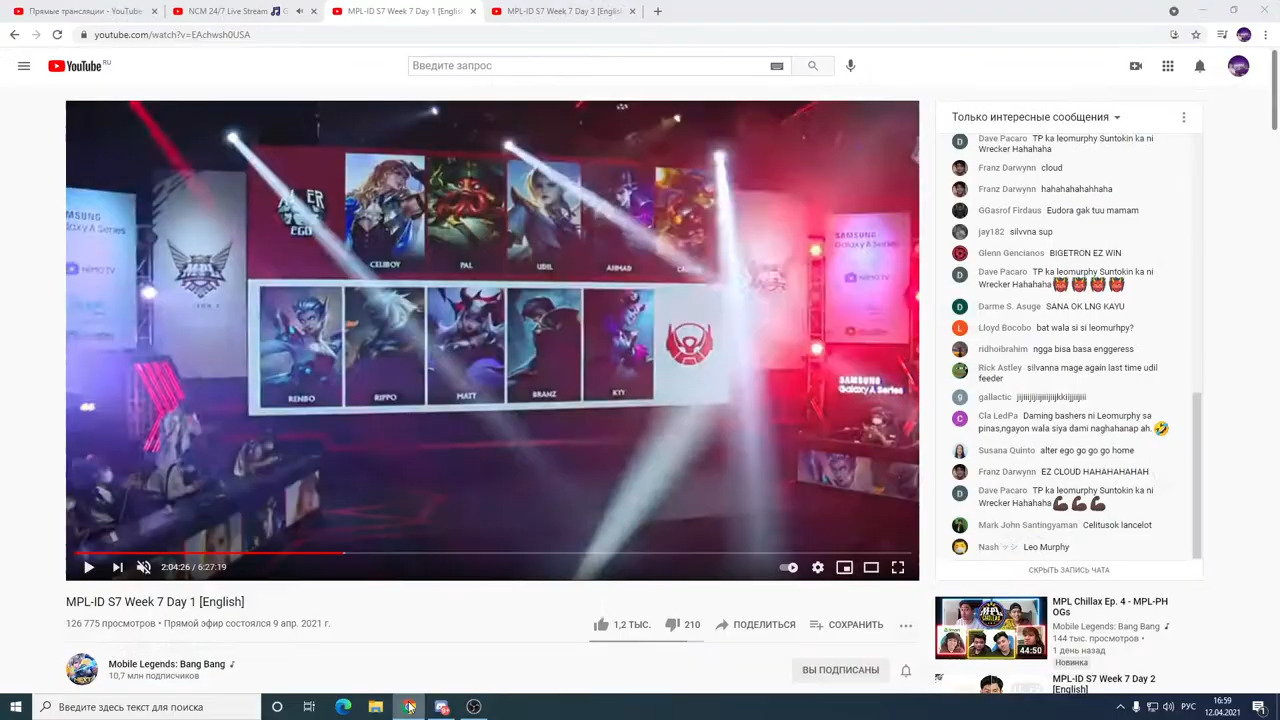 Прямые трансляции - YouTube
NCM 24/7 Live Stream
MPL-ID S7 Week 7 Day 1 [Englis
MPL-ID S7 Week 7 Day 3 [English
youtube.com/watch?v=EAchwsh0USA
YouTube RU
Введите запрос
Только интересные сообщения
Dave Pacaro TP ka leomurphy Suntokin ka ni
Wrecker Hahahaha
Franz Darwynn cloud
Franz Darwynn hahahahahahhaha
GGasrof Firdaus Eudora gak tuu mamam
jay182 silvvna sup
Glenn Gencianos BIGETRON EZ WIN
Dave Pacaro TP ka leomurphy Suntokin ka ni
Wrecker Hahahaha
Darme S. Asuge SANA OK LNG KAYU
Lloyd Bocobo bat wala si si leomurhpy?
ridhoibrahim ngga bisa basa enggeress
Rick Astley silvanna mage again last time udil
feeder
Cla LedPa Daming bashers ni Leomurphy sa
pinas,ngayon wala siya dami naghahanap ah.
Susana Quinto alter ego go go go home
Franz Darwynn EZ CLOUD HAHAHAHAHAH
Dave Pacaro TP ka leomurphy Suntokin ka ni
Wrecker Hahahaha
Mark John Santingyaman Celitusok lancelot
Nash ッシ Leo Murphy
СКРЫТЬ ЗАПИСЬ ЧАТА
SAMSUNG
Galaxy A Series
NIMO TV
ALTER
EGO
CELIBOY
PAL
UDIL
AHMAD
RENBO
RIPPO
MATT
BRANZ
KYY
SAMSUNG
Galaxy A Series
2:04:26 / 6:27:19
MPL-ID S7 Week 7 Day 1 [English]
126 775 просмотров • Прямой эфир состоялся 9 апр. 2021 г.
1,2 ТЫС.
210
ПОДЕЛИТЬСЯ
СОХРАНИТЬ
Mobile Legends: Bang Bang
10,7 млн подписчиков
ВЫ ПОДПИСАНЫ
44:50
MPL Chillax Ep. 4 - MPL-PH
OGs
Mobile Legends: Bang Bang
144 тыс. просмотров •
1 день назад
Новинка
MPL-ID S7 Week 7 Day 2
[English]
Введите здесь текст для поиска
РУС
16:59
12.04.2021
1